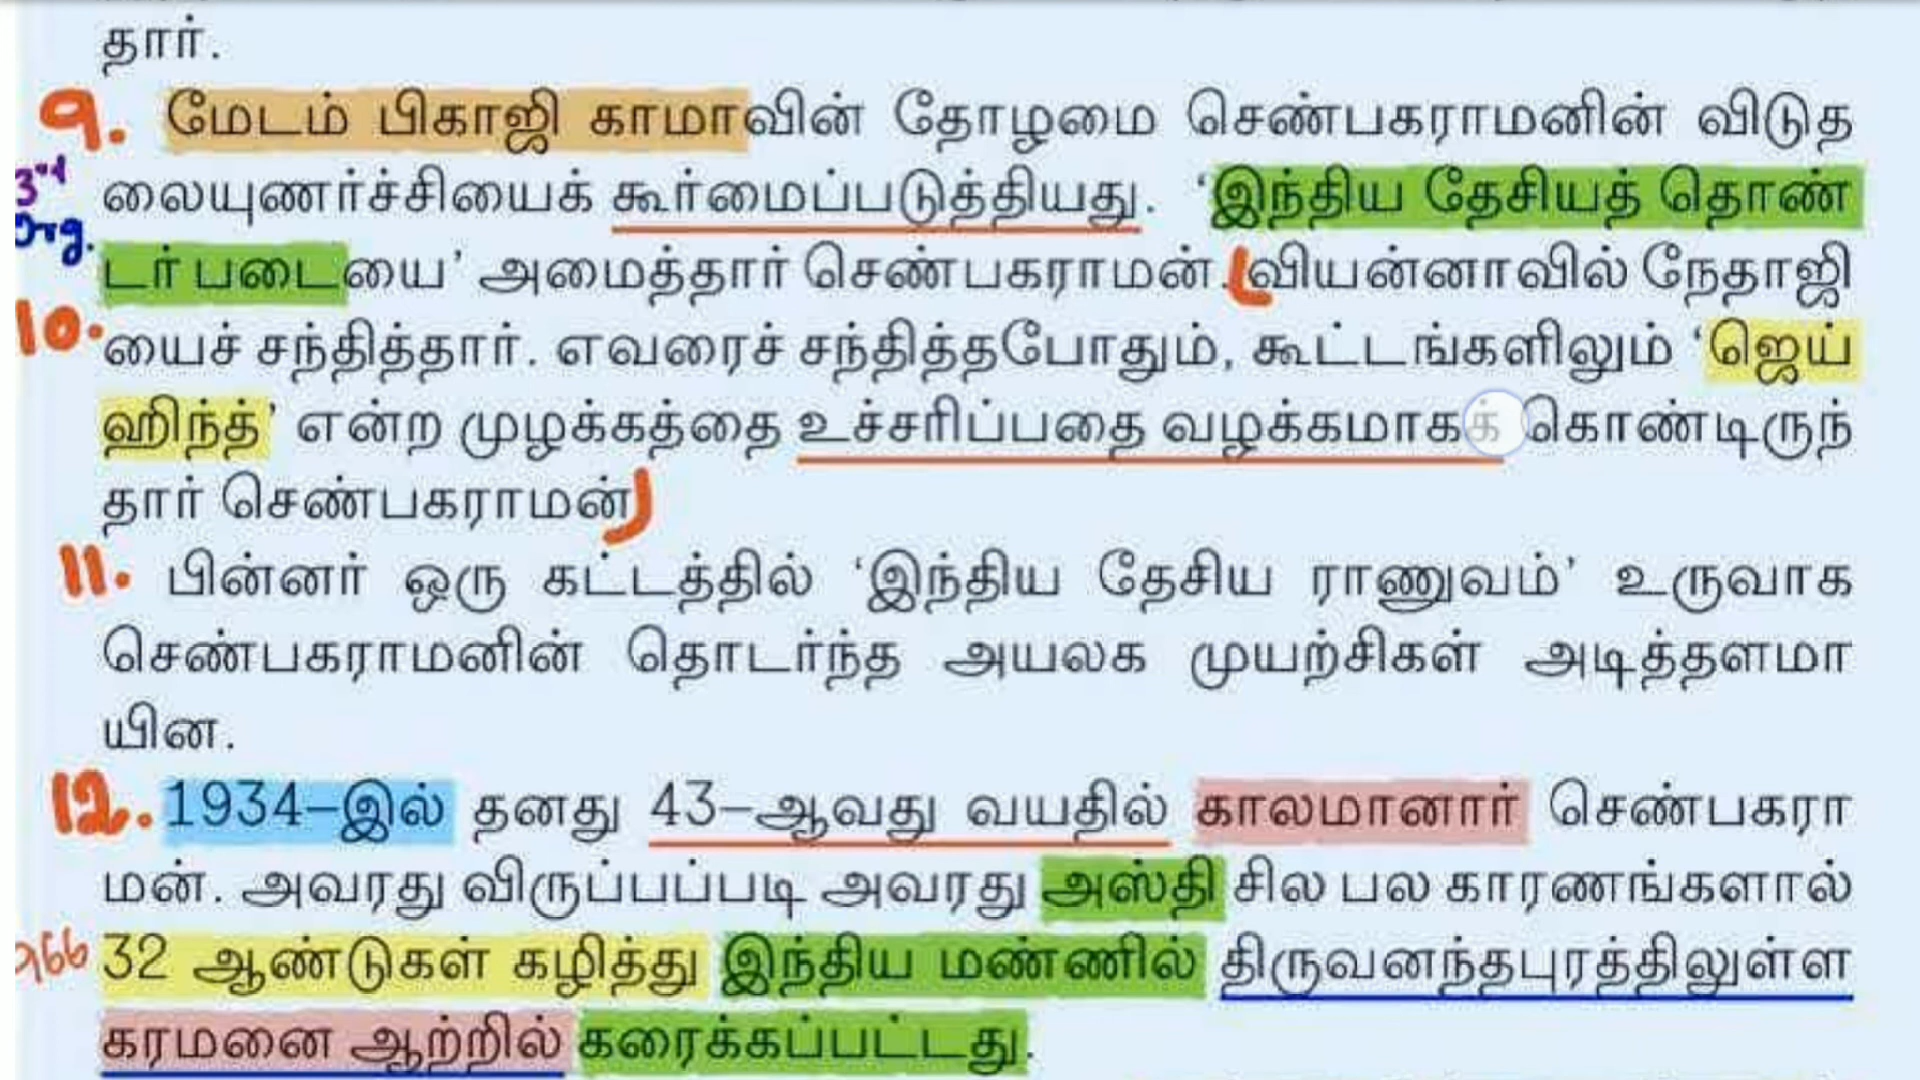 தார்.
9. மேடம் பிகாஜி காமாவின் தோழமை செண்பகராமனின் விடுத
3rd லையுணர்ச்சியைக் கூர்மைப்படுத்தியது. ‘இந்திய தேசியத் தொண்
Org. டர் படையை’ அமைத்தார் செண்பகராமன். (வியன்னாவில் நேதாஜி
10. யைச் சந்தித்தார். எவரைச் சந்தித்தபோதும், கூட்டங்களிலும் ‘ஜெய்
ஹிந்த்’ என்ற முழக்கத்தை உச்சரிப்பதை வழக்கமாகக் கொண்டிருந்
தார் செண்பகராமன்)
11. பின்னர் ஒரு கட்டத்தில் ‘இந்திய தேசிய ராணுவம்’ உருவாக
செண்பகராமனின் தொடர்ந்த அயலக முயற்சிகள் அடித்தளமா
யின.
12. 1934–இல் தனது 43–ஆவது வயதில் காலமானார் செண்பகரா
மன். அவரது விருப்பப்படி அவரது அஸ்தி சில பல காரணங்களால்
966 32 ஆண்டுகள் கழித்து இந்திய மண்ணில் திருவனந்தபுரத்திலுள்ள
கரமனை ஆற்றில் கரைக்கப்பட்டது.